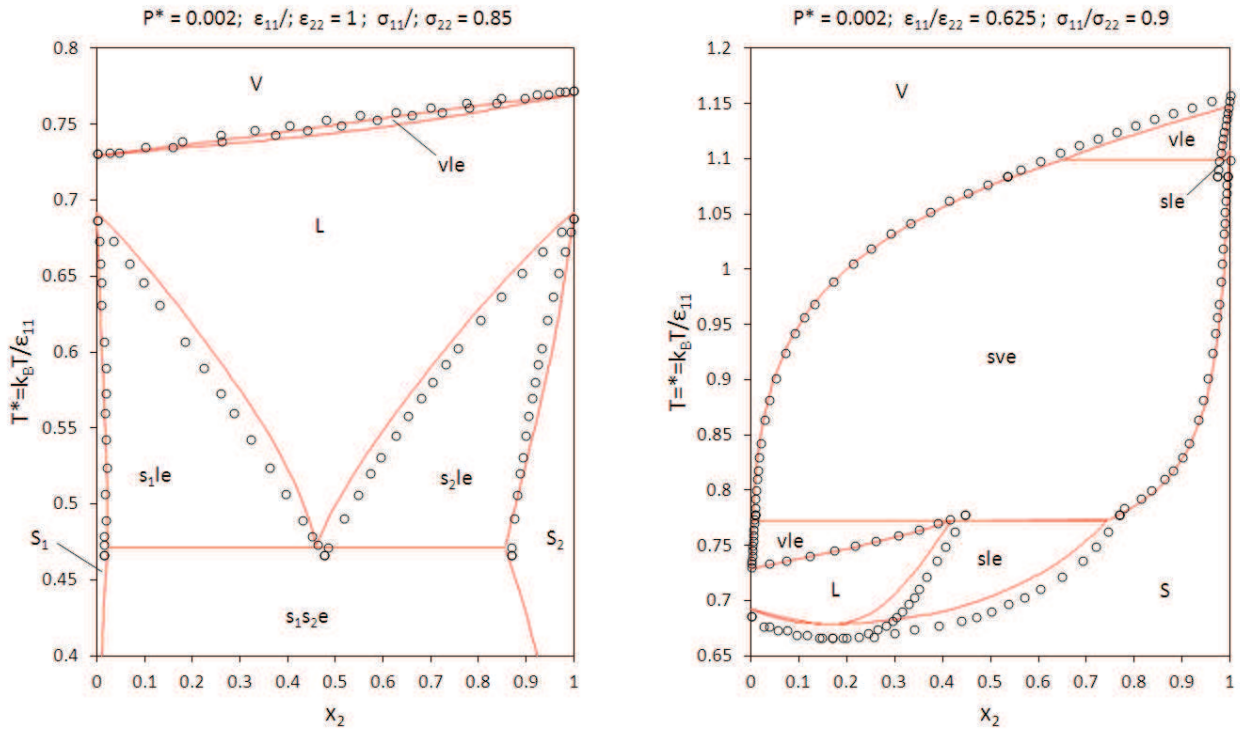 P* = 0.002; ε₁₁/; ε₂₂ = 1 ; σ₁₁/; σ₂₂ = 0.85
0.8
0.75
0.7
0.65
0.6
0.55
0.5
0.45
0.4
T*=k_BT/ε₁₁
V
vle
L
s₁le
s₂le
S₁
S₂
s₁s₂e
0 0.1 0.2 0.3 0.4 0.5 0.6 0.7 0.8 0.9 1
X₂
P* = 0.002; ε₁₁/ε₂₂ = 0.625 ; σ₁₁/σ₂₂ = 0.9
1.2
1.15
1.1
1.05
1
0.95
0.9
0.85
0.8
0.75
0.7
0.65
T=*=k_BT/ε₁₁
V
vle
sle
sve
vle
sle
L
S
0 0.1 0.2 0.3 0.4 0.5 0.6 0.7 0.8 0.9 1
X₂